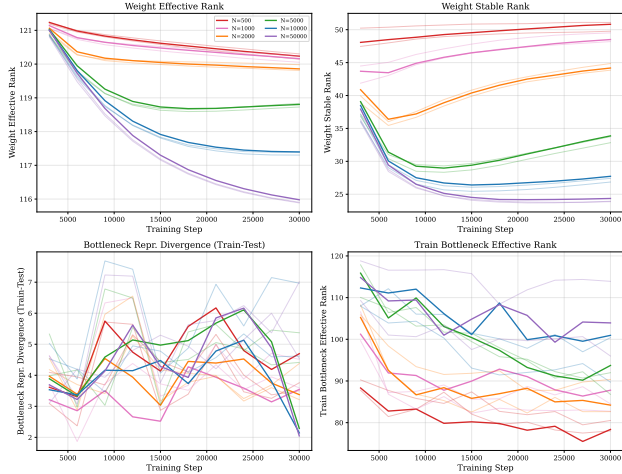 Weight Effective Rank
Weight Effective Rank
121
120
119
118
117
116
N=500
N=1000
N=2000
N=5000
N=10000
N=50000
5000
10000
15000
20000
25000
30000
Training Step
Weight Stable Rank
Weight Stable Rank
50
45
40
35
30
25
5000
10000
15000
20000
25000
30000
Training Step
Bottleneck Repr. Divergence (Train-Test)
Bottleneck Repr. Divergence (Train-Test)
7
6
5
4
3
2
5000
10000
15000
20000
25000
30000
Training Step
Train Bottleneck Effective Rank
Train Bottleneck Effective Rank
120
110
100
90
80
5000
10000
15000
20000
25000
30000
Training Step